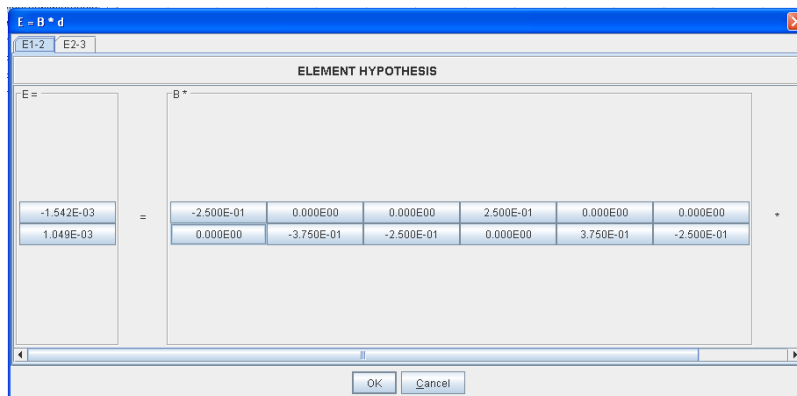 E = B * d
E1-2 E2-3
ELEMENT HYPOTHESIS
E = B *
-1.542E-03 = -2.500E-01 0.000E00 0.000E00 2.500E-01 0.000E00 0.000E00 *
1.049E-03 0.000E00 -3.750E-01 -2.500E-01 0.000E00 3.750E-01 -2.500E-01
OK Cancel